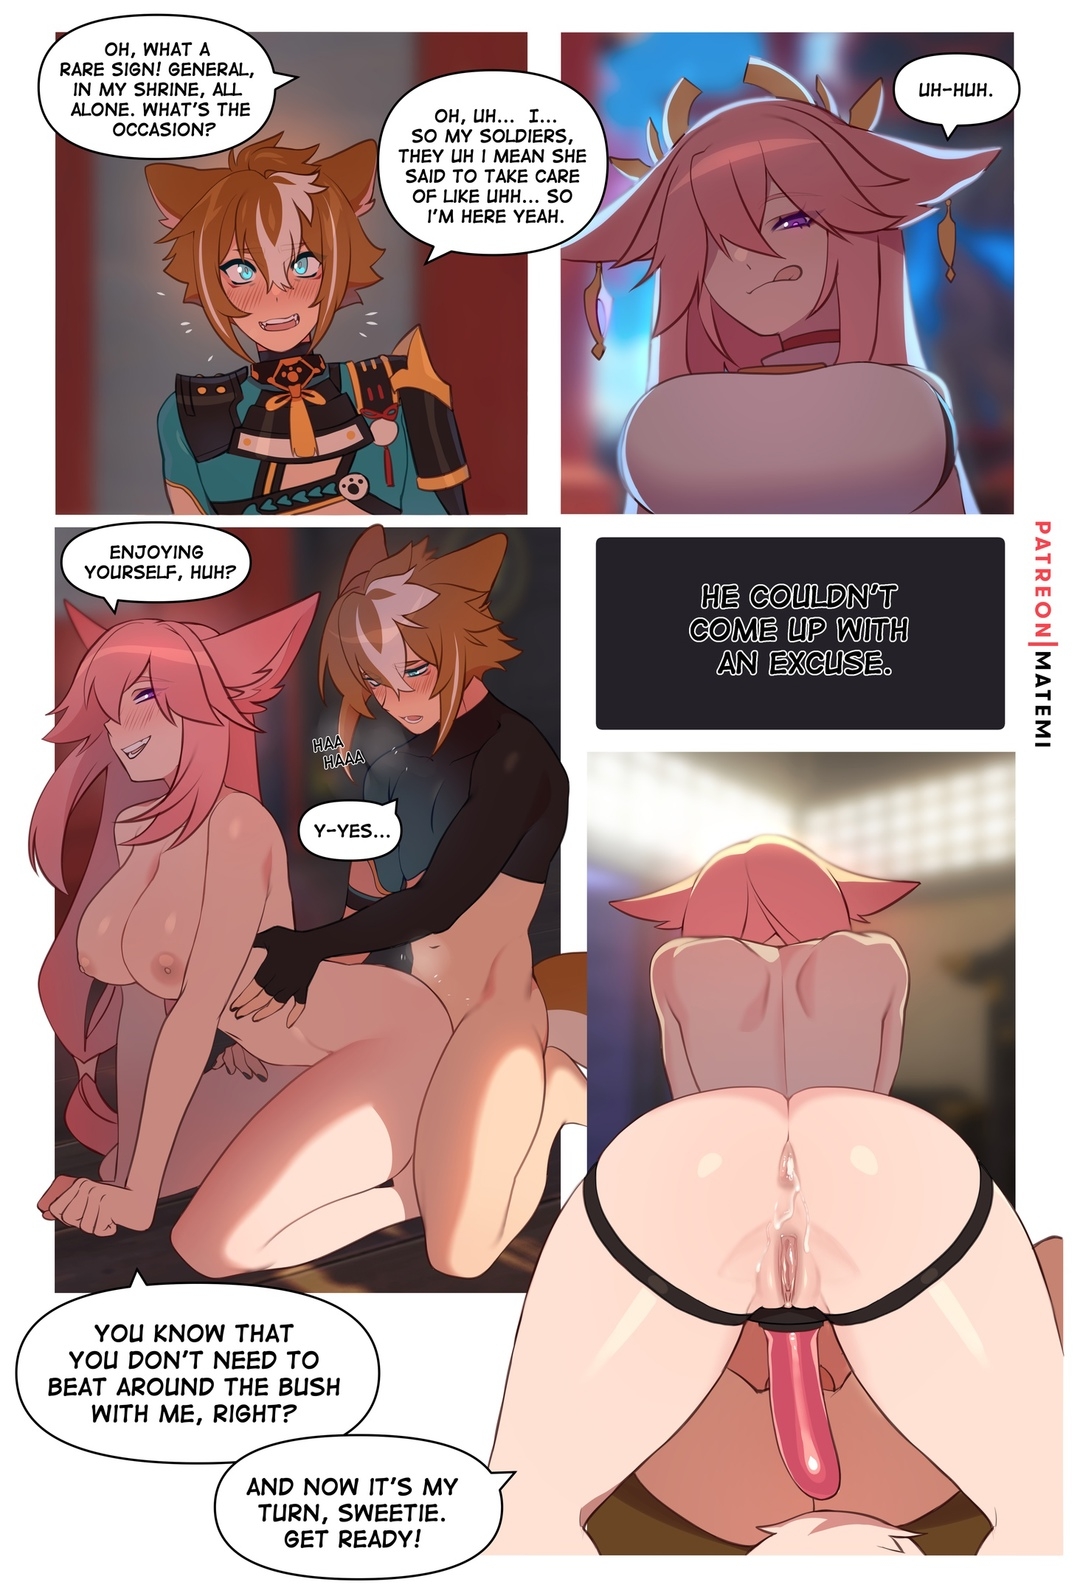 OH, WHAT A
RARE SIGN! GENERAL,
IN MY SHRINE, ALL
ALONE. WHAT'S THE
OCCASION?
OH, UH... I...
SO MY SOLDIERS,
THEY UH I MEAN SHE
SAID TO TAKE CARE
OF LIKE UHH... SO
I'M HERE YEAH.
UH-HUH.
ENJOYING
YOURSELF, HUH?
HAA
HAAA
Y-YES...
HE COULDN'T
COME UP WITH
AN EXCUSE.
PATREON|MATEMI
YOU KNOW THAT
YOU DON'T NEED TO
BEAT AROUND THE BUSH
WITH ME, RIGHT?
AND NOW IT'S MY
TURN, SWEETIE.
GET READY!